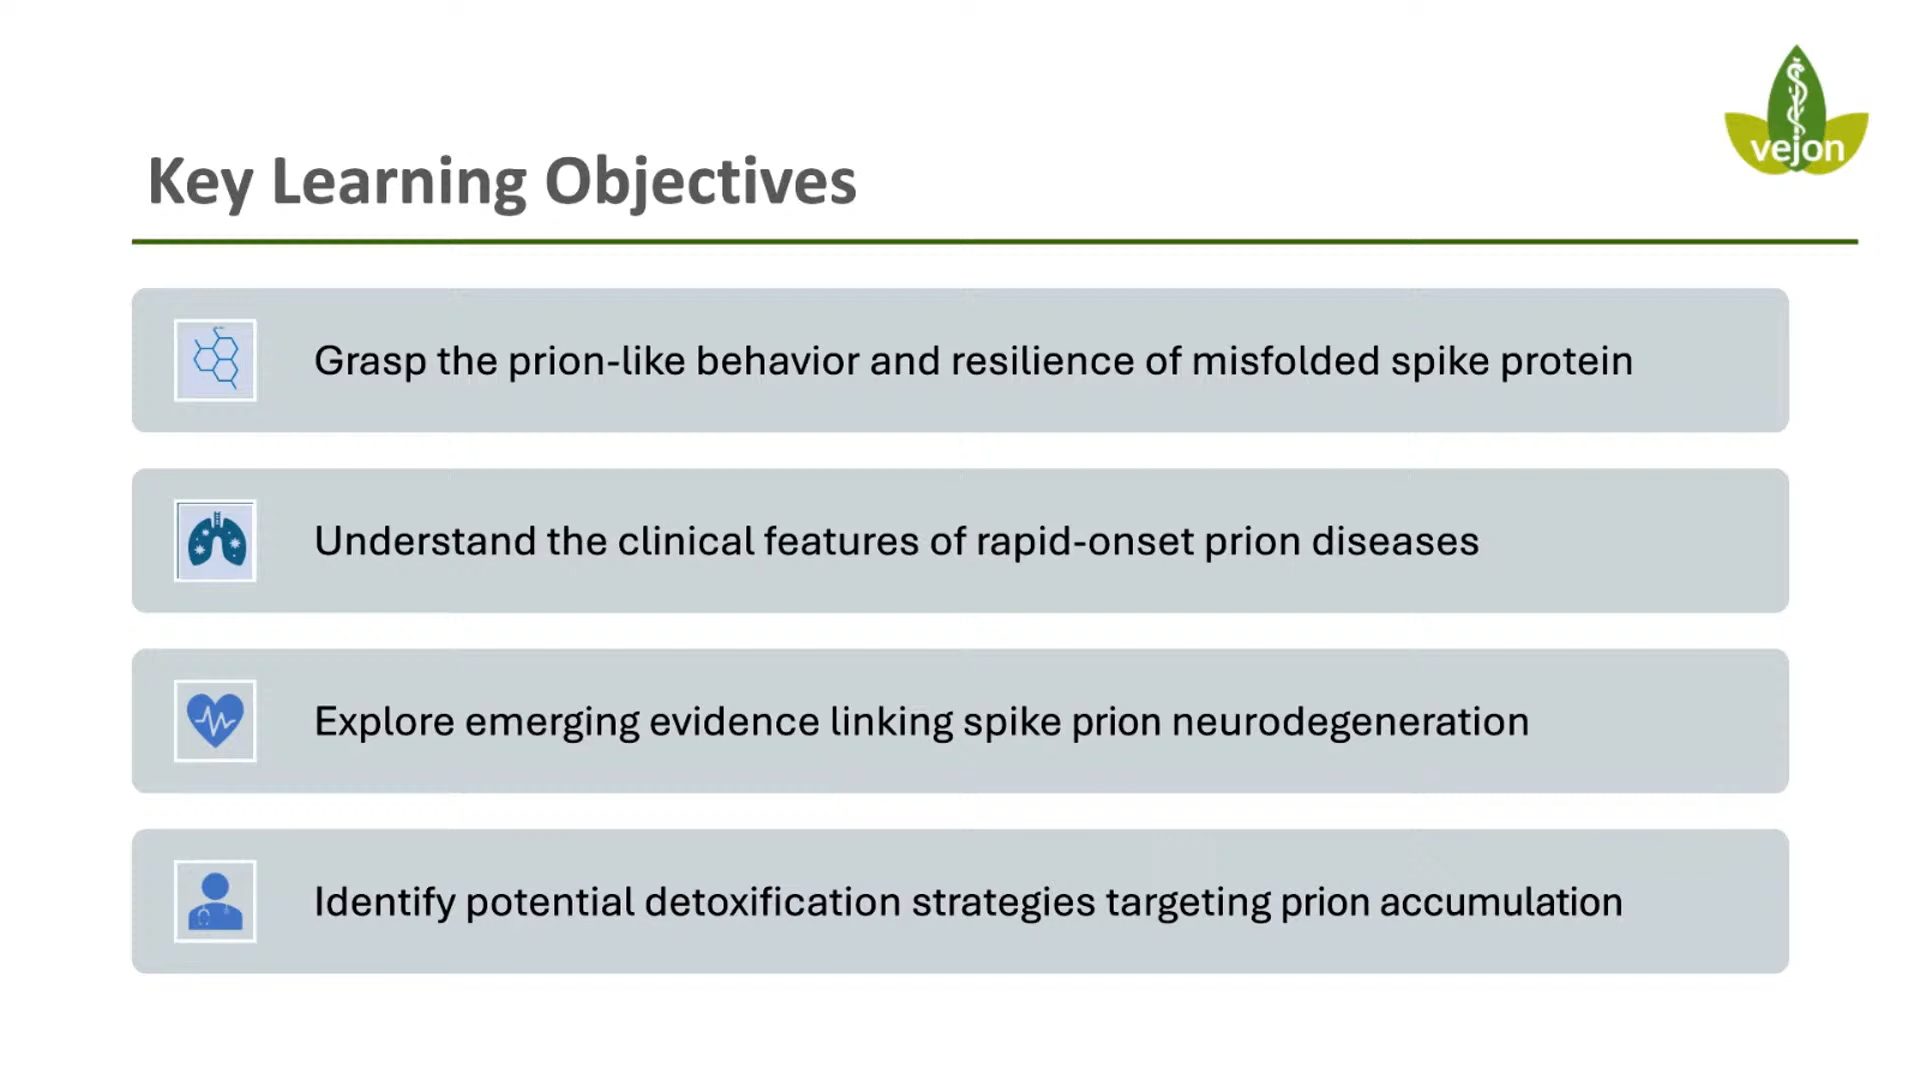 vejon
Key Learning Objectives
Grasp the prion-like behavior and resilience of misfolded spike protein
Understand the clinical features of rapid-onset prion diseases
Explore emerging evidence linking spike prion neurodegeneration
Identify potential detoxification strategies targeting prion accumulation